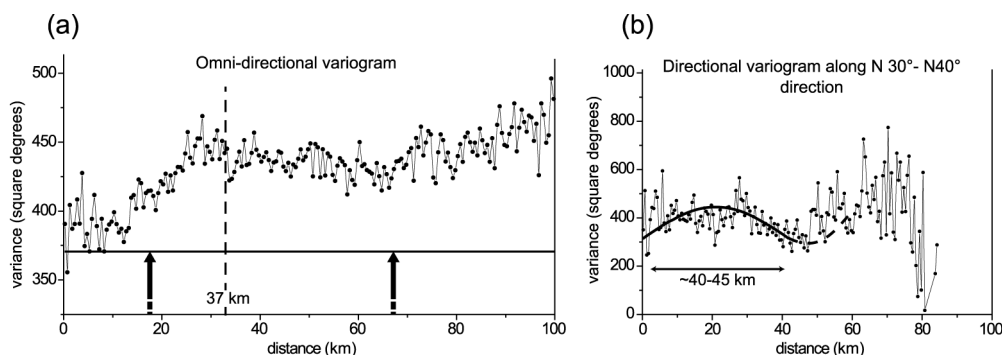 (a)
Omni-directional variogram
variance (square degrees)
500
450
400
350
37 km
0 20 40 60 80 100
distance (km)
(b)
Directional variogram along N 30°- N40°
direction
variance (square degrees)
1000
800
600
400
200
0
~40-45 km
0 20 40 60 80 100
distance (km)